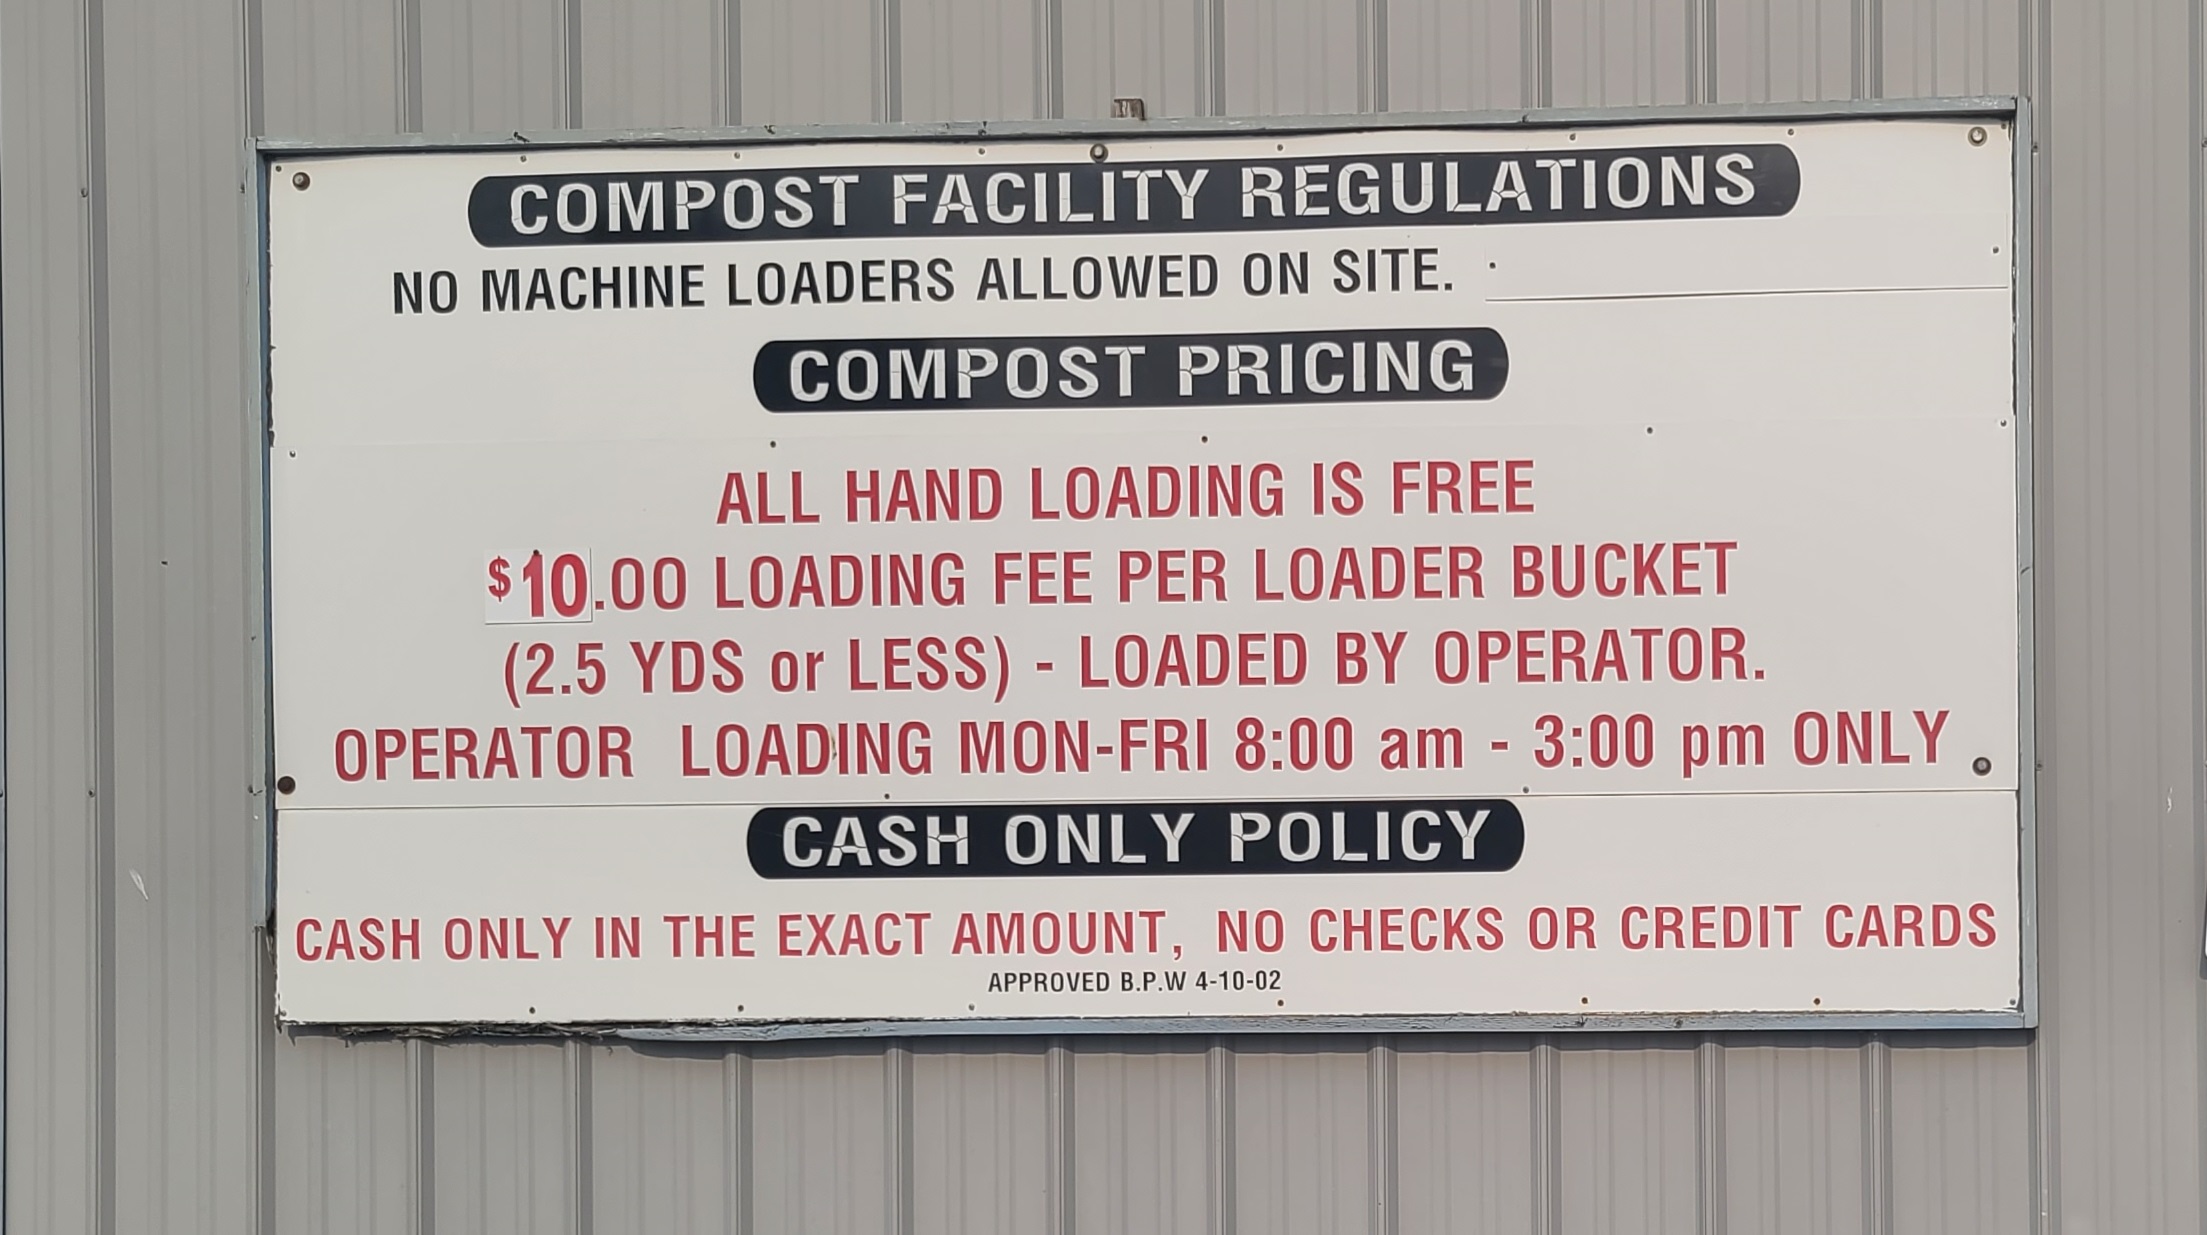 COMPOST FACILITY REGULATIONS
NO MACHINE LOADERS ALLOWED ON SITE.
COMPOST PRICING
ALL HAND LOADING IS FREE
$10.00 LOADING FEE PER LOADER BUCKET
(2.5 YDS or LESS) - LOADED BY OPERATOR.
OPERATOR LOADING MON-FRI 8:00 am - 3:00 pm ONLY
CASH ONLY POLICY
CASH ONLY IN THE EXACT AMOUNT, NO CHECKS OR CREDIT CARDS
APPROVED B.P.W 4-10-02